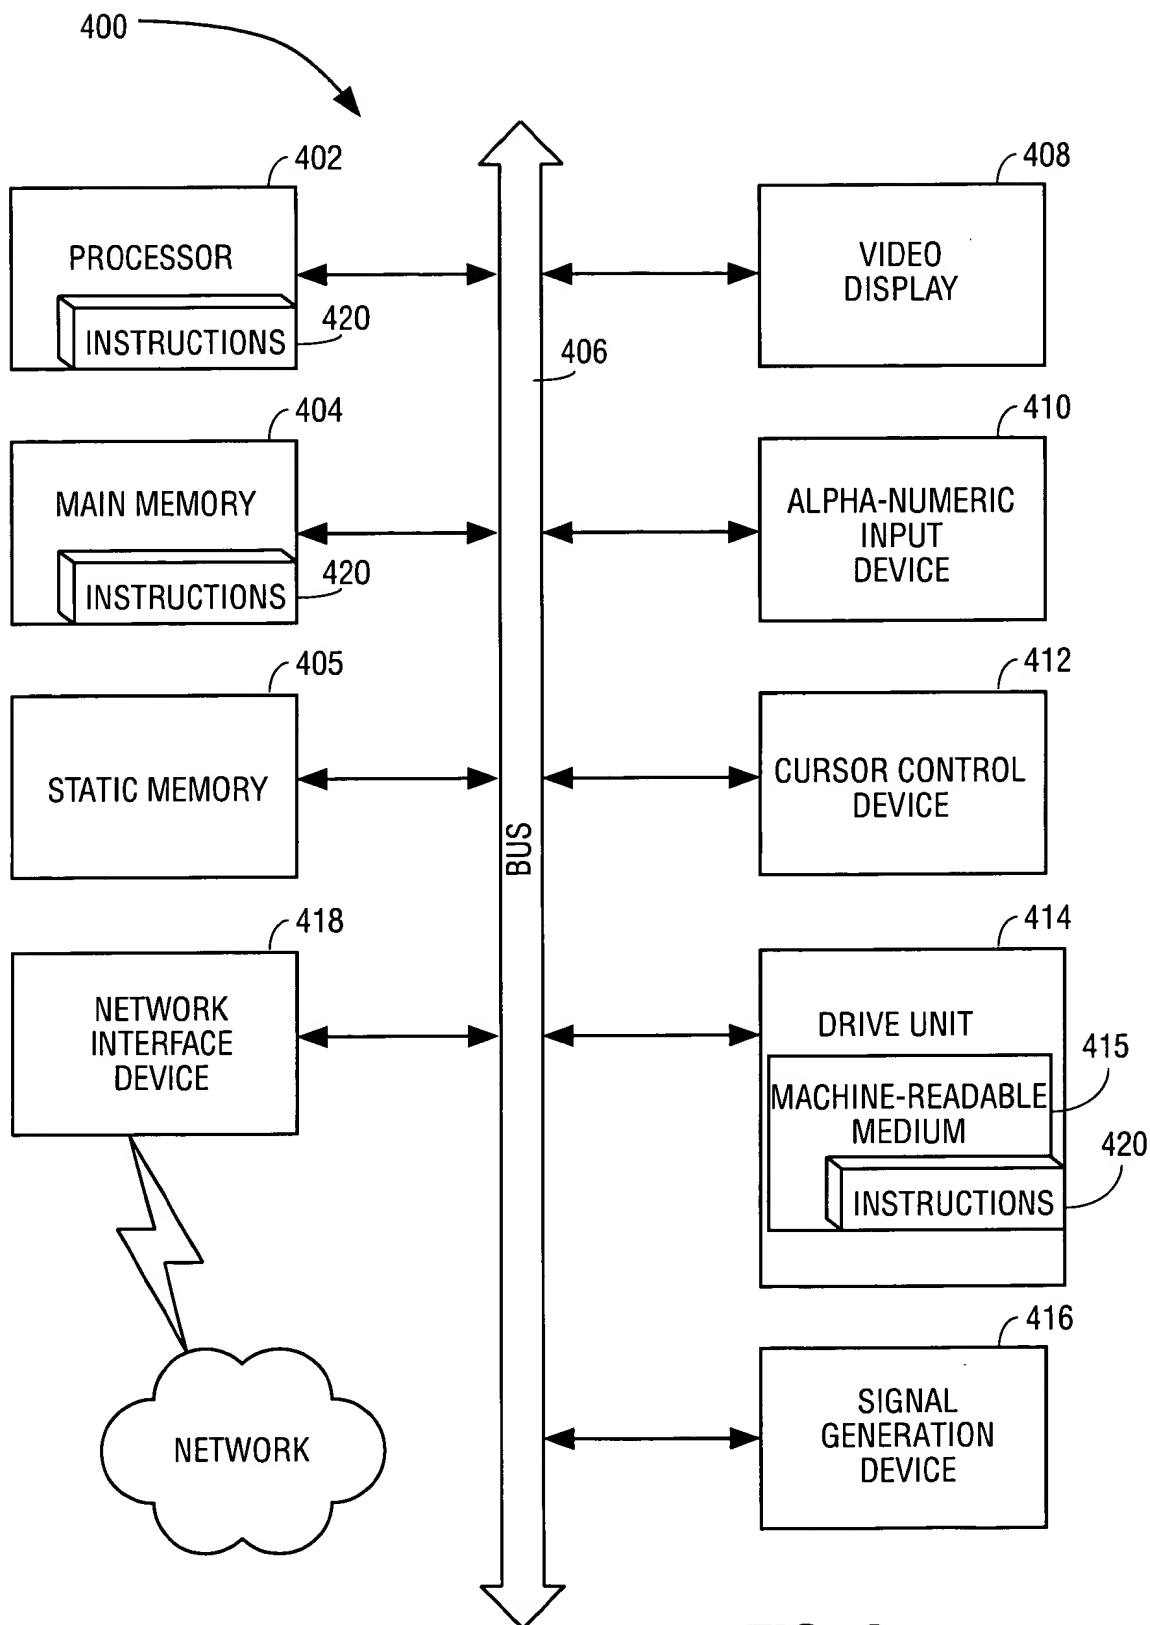 400
402
PROCESSOR
420
INSTRUCTIONS
404
MAIN MEMORY
420
INSTRUCTIONS
405
STATIC MEMORY
418
NETWORK
INTERFACE
DEVICE
NETWORK
406
BUS
408
VIDEO
DISPLAY
410
ALPHA-NUMERIC
INPUT
DEVICE
412
CURSOR CONTROL
DEVICE
414
DRIVE UNIT
415
MACHINE-READABLE
MEDIUM
420
INSTRUCTIONS
416
SIGNAL
GENERATION
DEVICE